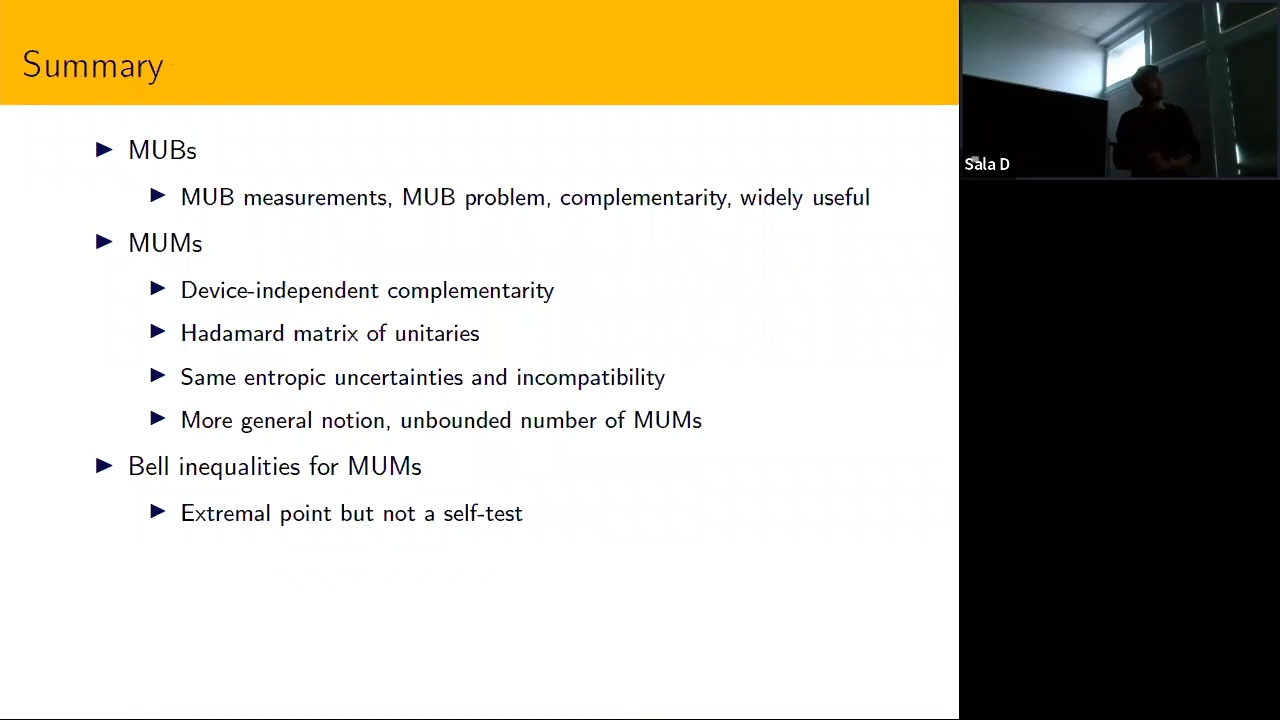 Summary
► MUBs
► MUB measurements, MUB problem, complementarity, widely useful
► MUMs
► Device-independent complementarity
► Hadamard matrix of unitaries
► Same entropic uncertainties and incompatibility
► More general notion, unbounded number of MUMs
► Bell inequalities for MUMs
► Extremal point but not a self-test
Sala D